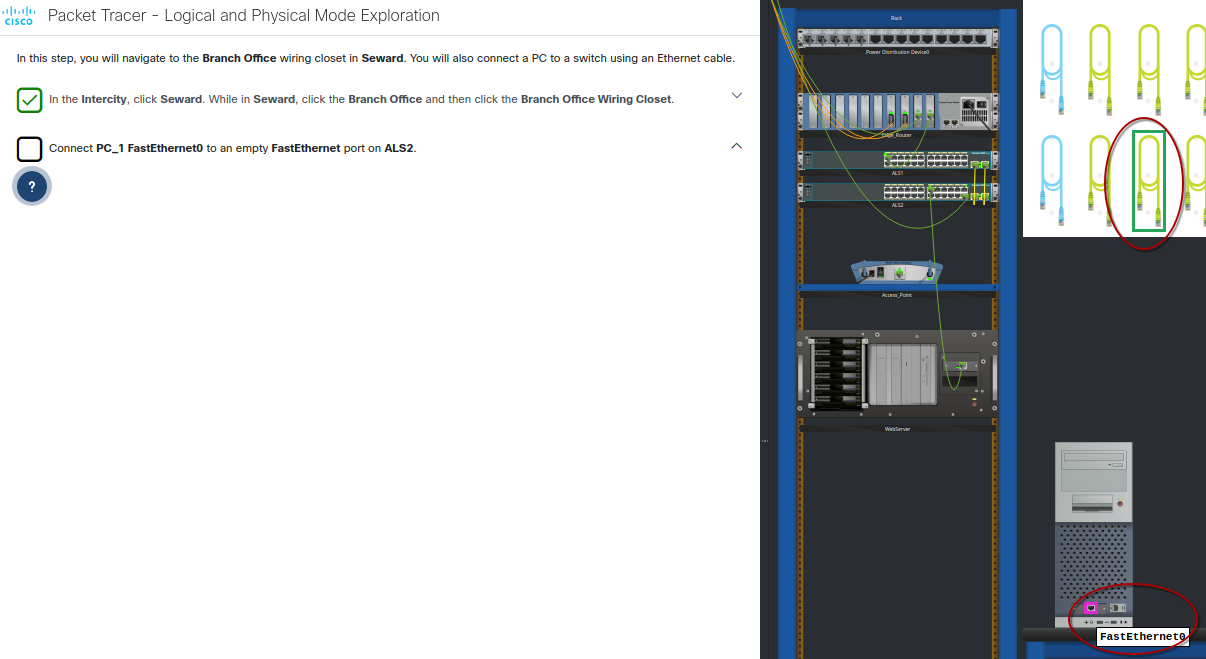 CISCO
Packet Tracer - Logical and Physical Mode Exploration
In this step, you will navigate to the Branch Office wiring closet in Seward. You will also connect a PC to a switch using an Ethernet cable.
In the Intercity, click Seward. While in Seward, click the Branch Office and then click the Branch Office Wiring Closet.
Connect PC_1 FastEthernet0 to an empty FastEthernet port on ALS2.
?
Rack
Power Distribution Device0
Edge_Router
ALS1
ALS2
Access_Point
WebServer
FastEthernet0